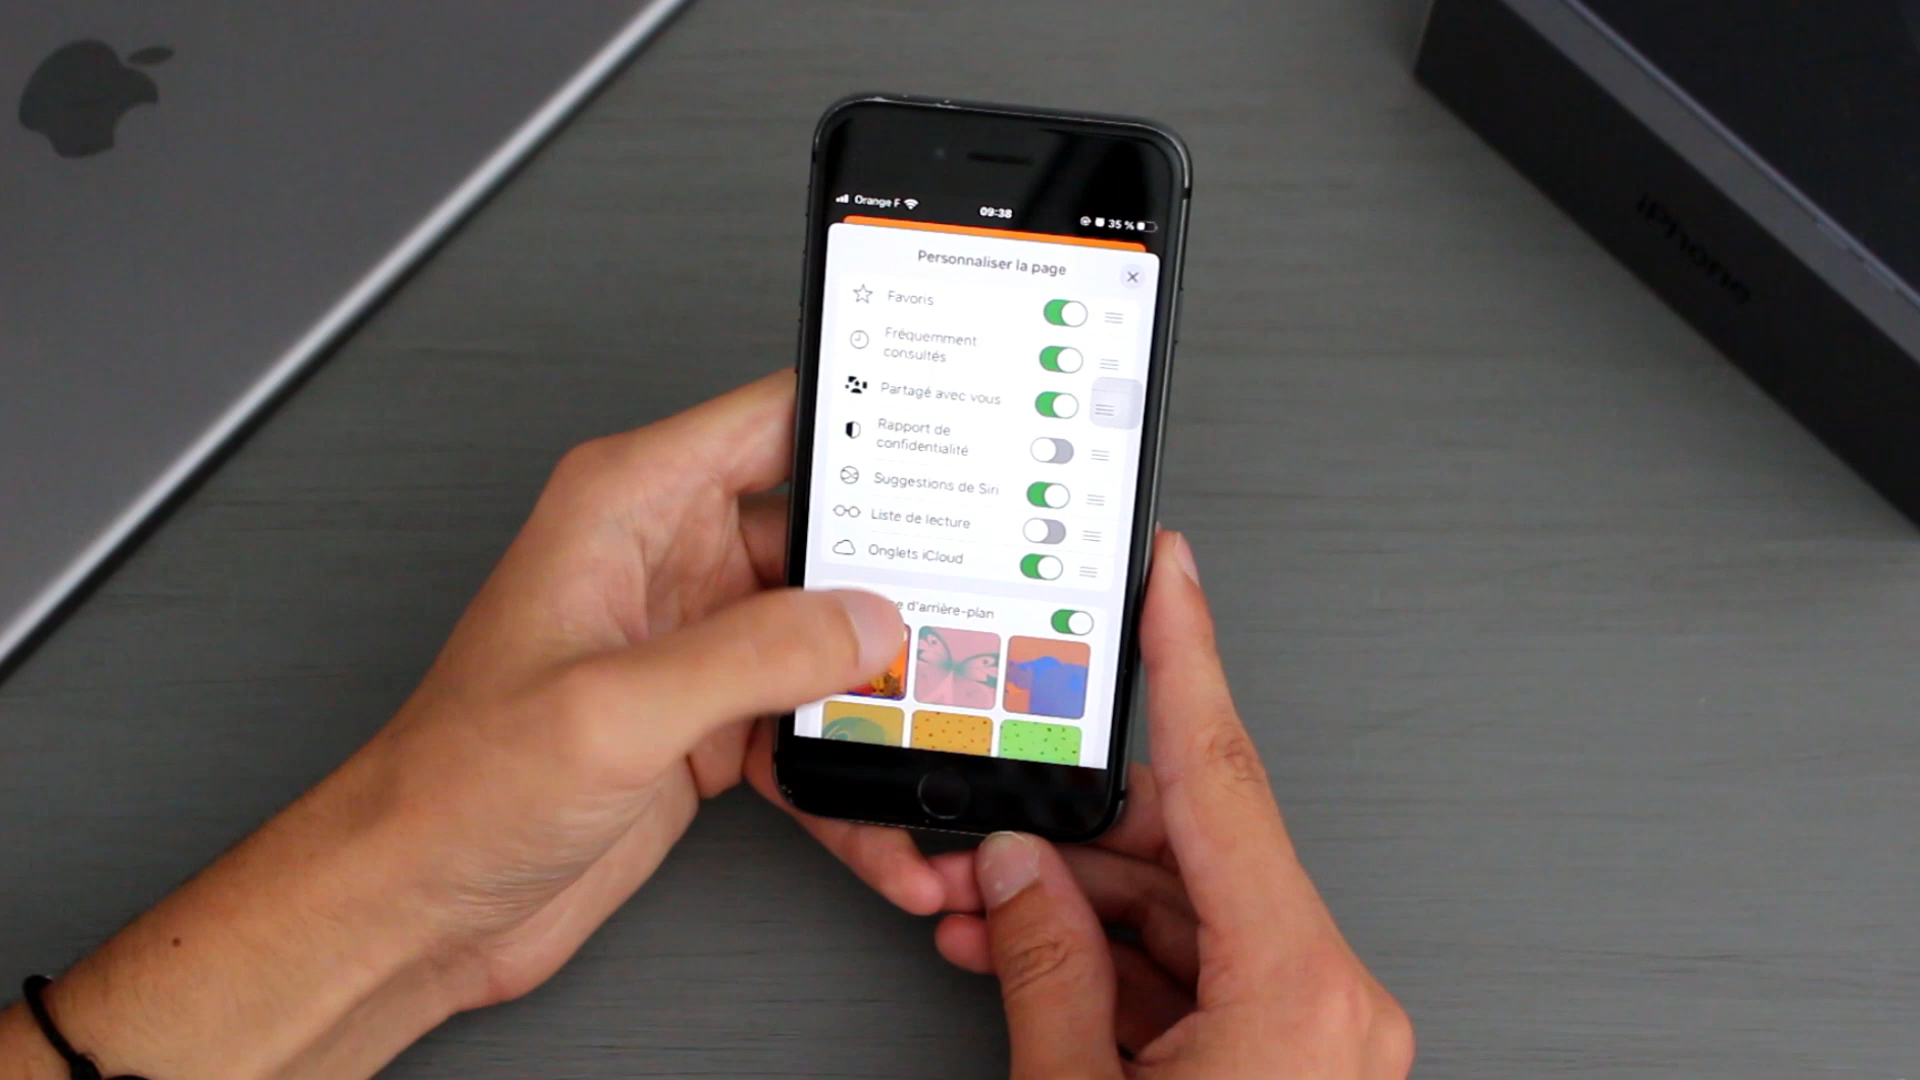 Orange F
09:38
35 %
Personnaliser la page
Favoris
Fréquemment
consultés
Partagé avec vous
Rapport de
confidentialité
Suggestions de Siri
Liste de lecture
Onglets iCloud
d'arrière-plan
iPhone